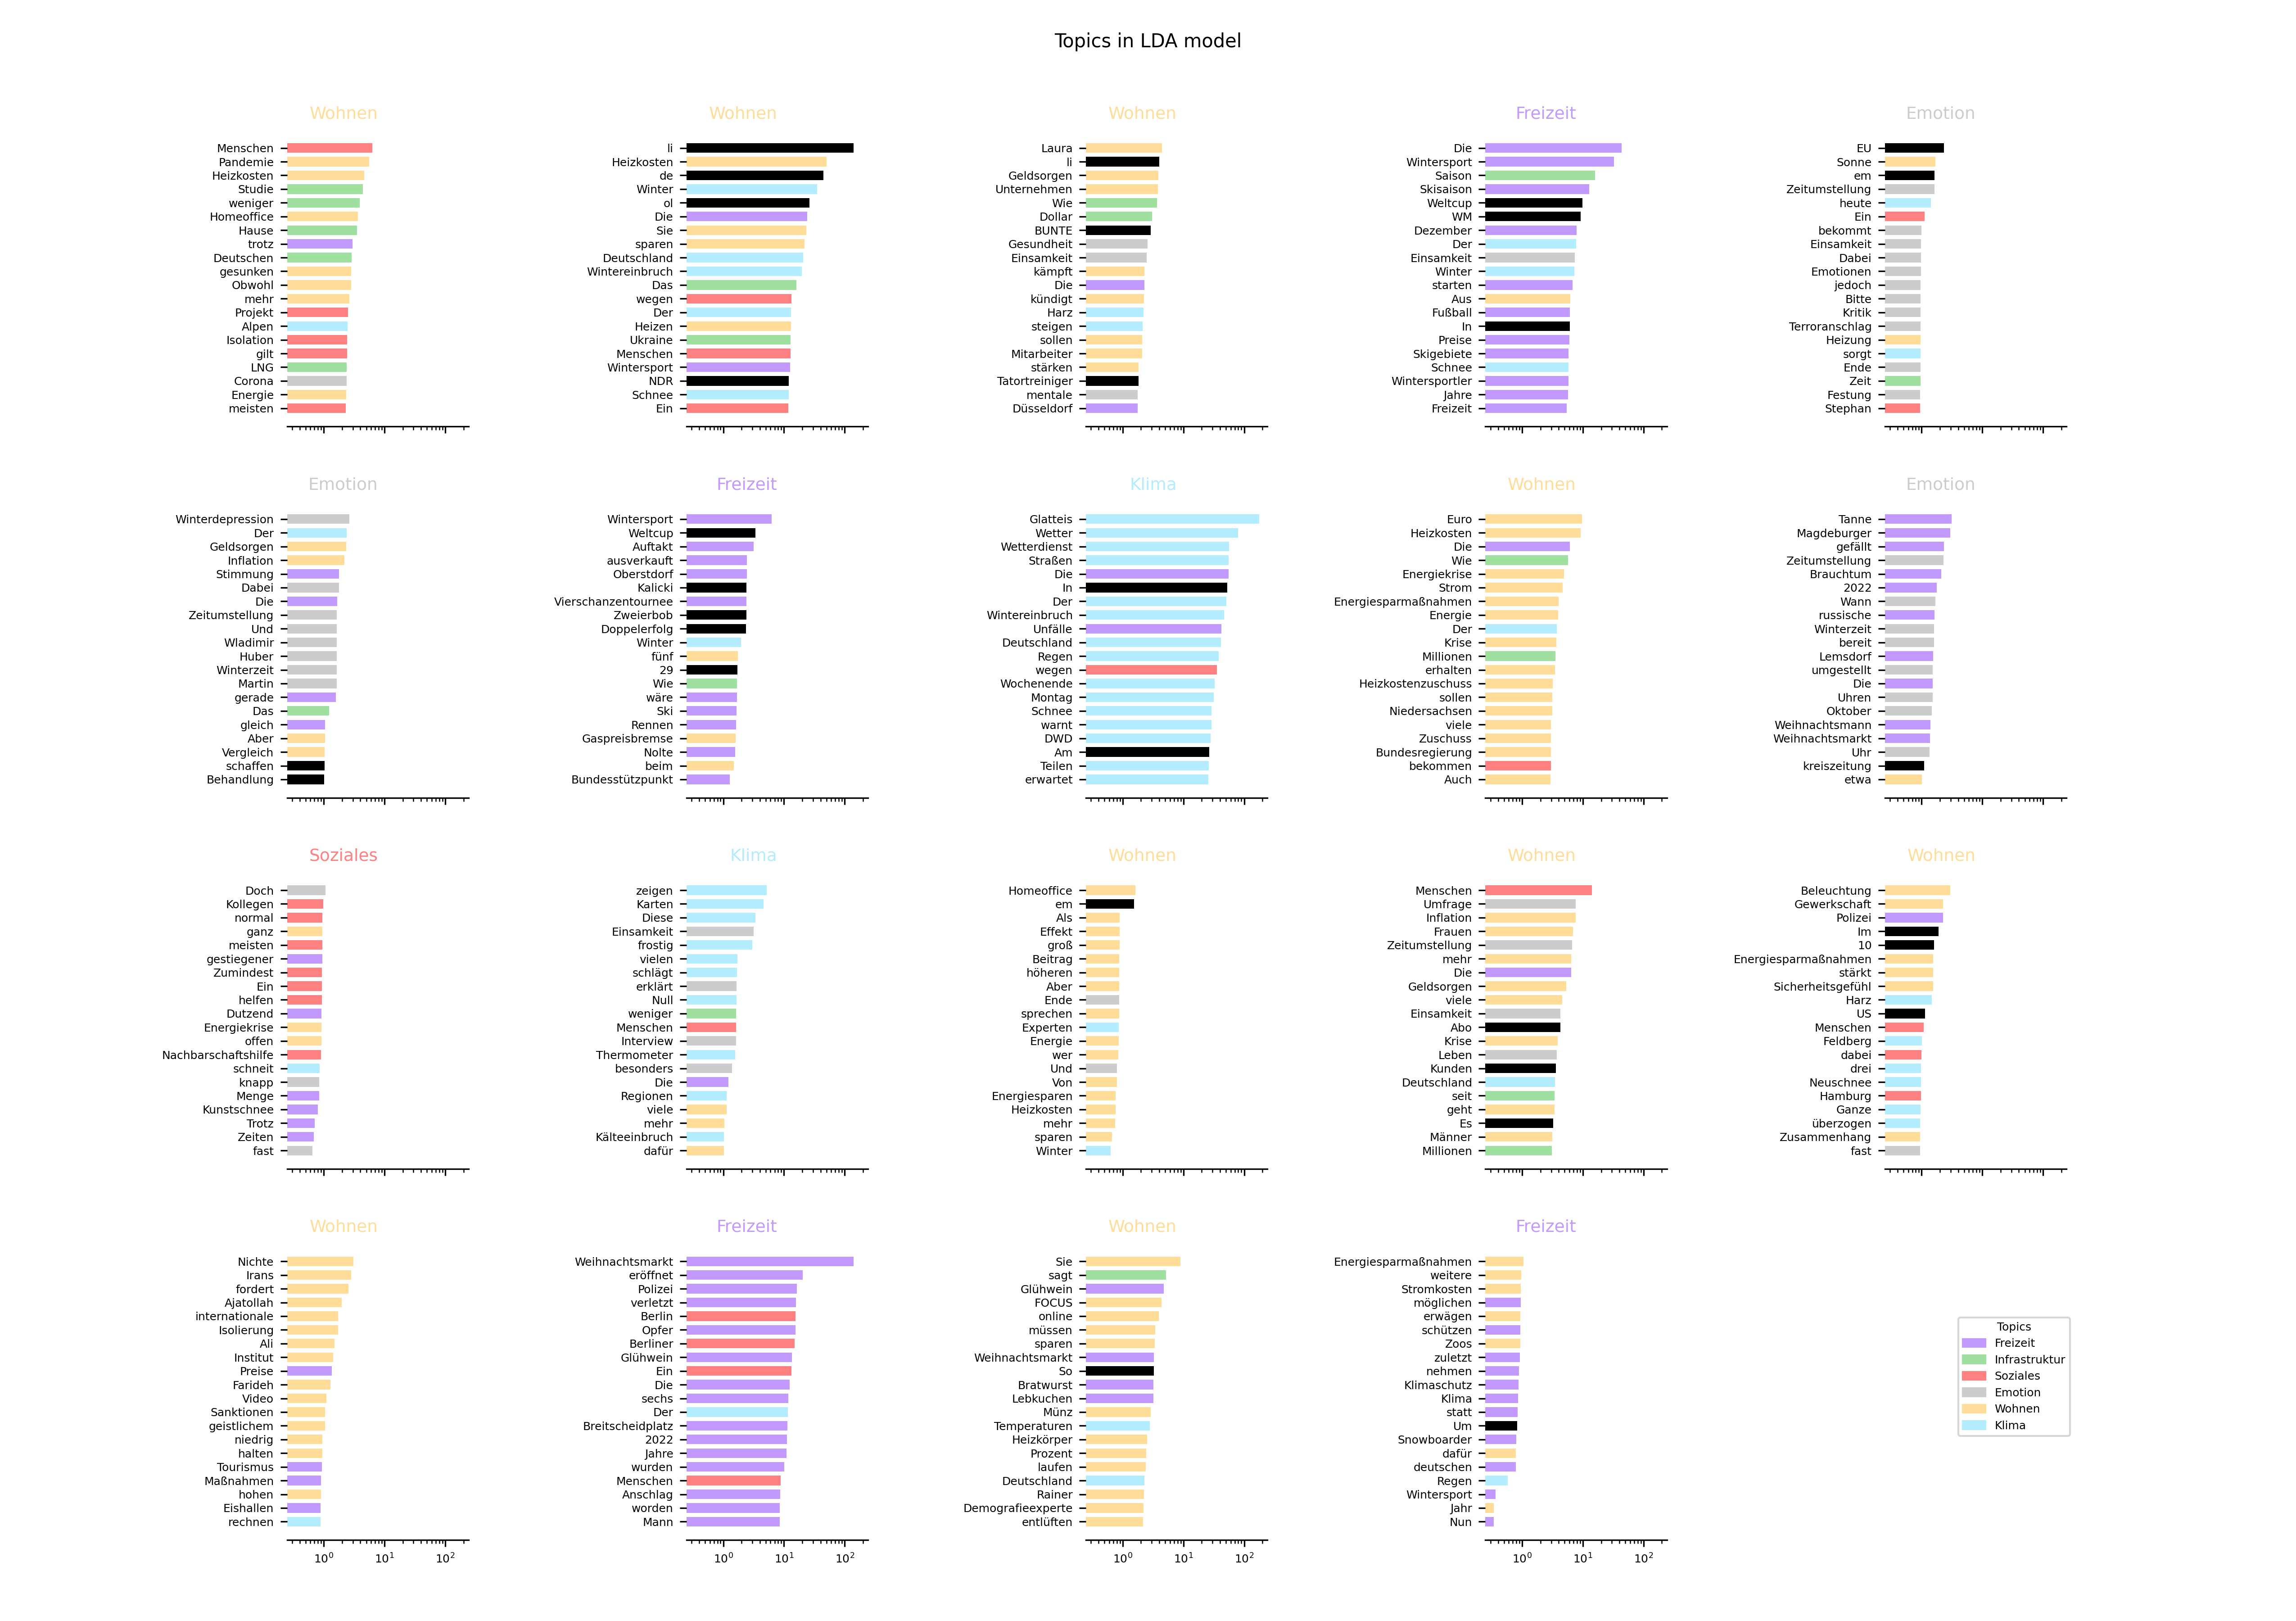 Topics in LDA model
Wohnen
Menschen
Pandemie
Heizkosten
Studie
weniger
Homeoffice
Hause
trotz
Deutschen
gesunken
Obwohl
mehr
Projekt
Alpen
Isolation
gilt
LNG
Corona
Energie
meisten
Wohnen
li
Heizkosten
de
Winter
ol
Die
Sie
sparen
Deutschland
Wintereinbruch
Das
wegen
Der
Heizen
Ukraine
Menschen
Wintersport
NDR
Schnee
Ein
Wohnen
Laura
li
Geldsorgen
Unternehmen
Wie
Dollar
BUNTE
Gesundheit
Einsamkeit
kämpft
Die
kündigt
Harz
steigen
sollen
Mitarbeiter
stärken
Tatortreiniger
mentale
Düsseldorf
Freizeit
Die
Wintersport
Saison
Skisaison
Weltcup
WM
Dezember
Der
Einsamkeit
Winter
starten
Aus
Fußball
In
Preise
Skigebiete
Schnee
Wintersportler
Jahre
Freizeit
Emotion
EU
Sonne
em
Zeitumstellung
heute
Ein
bekommt
Einsamkeit
Dabei
Emotionen
jedoch
Bitte
Kritik
Terroranschlag
Heizung
sorgt
Ende
Zeit
Festung
Stephan
Emotion
Winterdepression
Der
Geldsorgen
Inflation
Stimmung
Dabei
Die
Zeitumstellung
Und
Wladimir
Huber
Winterzeit
Martin
gerade
Das
gleich
Aber
Vergleich
schaffen
Behandlung
Freizeit
Wintersport
Weltcup
Auftakt
ausverkauft
Oberstdorf
Kalicki
Vierschanzentournee
Zweierbob
Doppelerfolg
Winter
fünf
29
Wie
wäre
Ski
Rennen
Gaspreisbremse
Nolte
beim
Bundesstützpunkt
Klima
Glatteis
Wetter
Wetterdienst
Straßen
Die
In
Der
Wintereinbruch
Unfälle
Deutschland
Regen
wegen
Wochenende
Montag
Schnee
warnt
DWD
Am
Teilen
erwartet
Wohnen
Euro
Heizkosten
Die
Wie
Energiekrise
Strom
Energiesparmaßnahmen
Energie
Der
Krise
Millionen
erhalten
Heizkostenzuschuss
sollen
Niedersachsen
viele
Zuschuss
Bundesregierung
bekommen
Auch
Emotion
Tanne
Magdeburger
gefällt
Zeitumstellung
Brauchtum
2022
Wann
russische
Winterzeit
bereit
Lemsdorf
umgestellt
Die
Uhren
Oktober
Weihnachtsmann
Weihnachtsmarkt
Uhr
kreiszeitung
etwa
Soziales
Doch
Kollegen
normal
ganz
meisten
gestiegener
Zumindest
Ein
helfen
Dutzend
Energiekrise
offen
Nachbarschaftshilfe
schneit
knapp
Menge
Kunstschnee
Trotz
Zeiten
fast
Klima
zeigen
Karten
Diese
Einsamkeit
frostig
vielen
schlägt
erklärt
Null
weniger
Menschen
Interview
Thermometer
besonders
Die
Regionen
viele
mehr
Kälteeinbruch
dafür
Wohnen
Homeoffice
em
Als
Effekt
groß
Beitrag
höheren
Aber
Ende
sprechen
Experten
Energie
wer
Und
Von
Energiesparen
Heizkosten
mehr
sparen
Winter
Wohnen
Menschen
Umfrage
Inflation
Frauen
Zeitumstellung
mehr
Die
Geldsorgen
viele
Einsamkeit
Abo
Krise
Leben
Kunden
Deutschland
seit
geht
Es
Männer
Millionen
Wohnen
Beleuchtung
Gewerkschaft
Polizei
Im
10
Energiesparmaßnahmen
stärkt
Sicherheitsgefühl
Harz
US
Menschen
Feldberg
dabei
drei
Neuschnee
Hamburg
Ganze
überzogen
Zusammenhang
fast
Wohnen
Nichte
Irans
fordert
Ajatollah
internationale
Isolierung
Ali
Institut
Preise
Farideh
Video
Sanktionen
geistlichem
niedrig
halten
Tourismus
Maßnahmen
hohen
Eishallen
rechnen
10⁰ 10¹ 10²
Freizeit
Weihnachtsmarkt
eröffnet
Polizei
verletzt
Berlin
Opfer
Berliner
Glühwein
Ein
Die
sechs
Der
Breitscheidplatz
2022
Jahre
wurden
Menschen
Anschlag
worden
Mann
10⁰ 10¹ 10²
Wohnen
Sie
sagt
Glühwein
FOCUS
online
müssen
sparen
Weihnachtsmarkt
So
Bratwurst
Lebkuchen
Münz
Temperaturen
Heizkörper
Prozent
laufen
Deutschland
Rainer
Demografieexperte
entlüften
10⁰ 10¹ 10²
Freizeit
Energiesparmaßnahmen
weitere
Stromkosten
möglichen
erwägen
schützen
Zoos
zuletzt
nehmen
Klimaschutz
Klima
statt
Um
Snowboarder
dafür
deutschen
Regen
Wintersport
Jahr
Nun
10⁰ 10¹ 10²
Topics
Freizeit
Infrastruktur
Soziales
Emotion
Wohnen
Klima